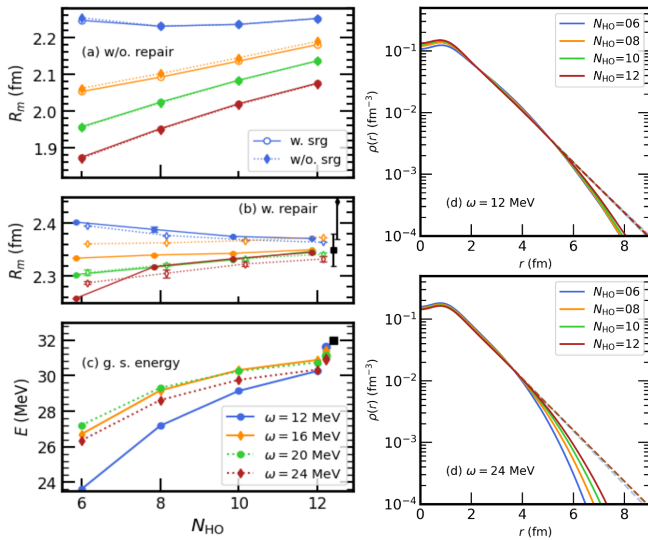 2.2
2.1
2.0
1.9
R_m (fm)
(a) w/o. repair
w. srg
w/o. srg
6
8
10
12
2.4
2.3
R_m (fm)
(b) w. repair
32
30
28
26
24
E (MeV)
(c) g. s. energy
ω = 12 MeV
ω = 16 MeV
ω = 20 MeV
ω = 24 MeV
6
8
10
12
N_HO
10⁻¹
10⁻²
10⁻³
10⁻⁴
ρ(r) (fm⁻³)
N_HO=06
N_HO=08
N_HO=10
N_HO=12
(d) ω = 12 MeV
0
2
4
6
8
r (fm)
10⁻¹
10⁻²
10⁻³
10⁻⁴
ρ(r) (fm⁻³)
N_HO=06
N_HO=08
N_HO=10
N_HO=12
(d) ω = 24 MeV
0
2
4
6
8
r (fm)